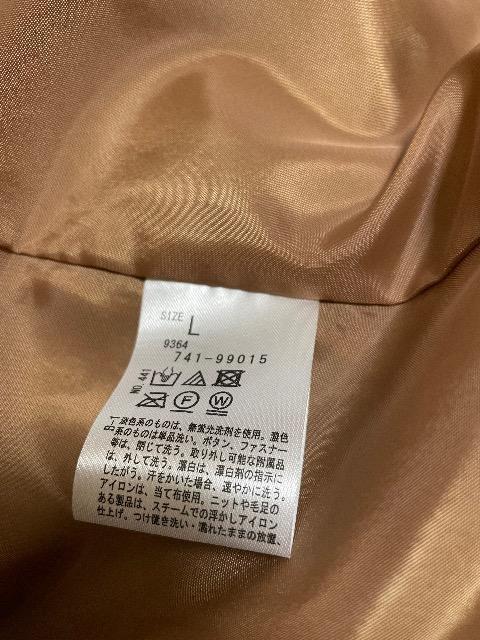 SIZE L
9364
741-99015
NO.441
F W
淡色系のものは、無蛍光洗剤を使用。濃色
系のものは単品洗い。ボタン、ファスナー
等は、閉じて洗う。取り外し可能な附属品
は、外して洗う。漂白は、漂白剤の指示に
したがう。汗をかいた場合、速やかに洗う。
アイロンは、当て布使用。ニットや毛足の
ある製品は、スチームでの浮かしアイロン
仕上げ。つけ置き洗い・濡れたままの放置、